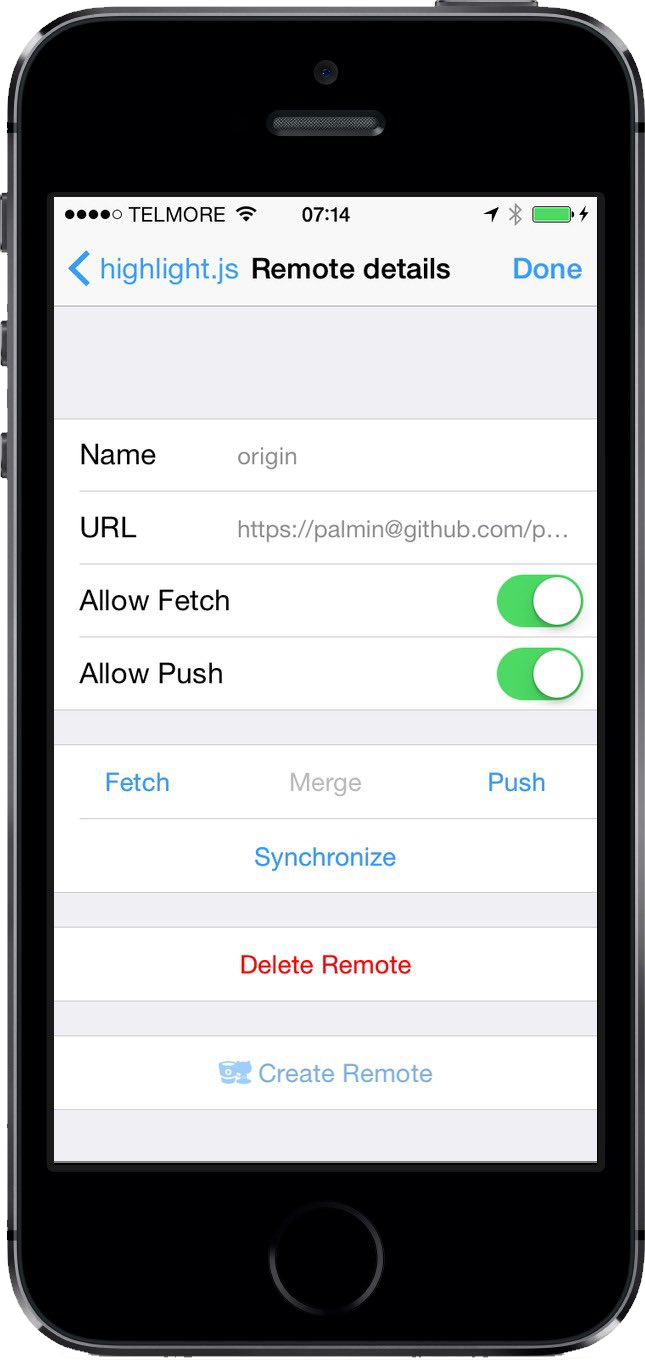 TELMORE 07:14
highlight.js Remote details Done
Name origin
URL https://palmin@github.com/p...
Allow Fetch
Allow Push
Fetch Merge Push
Synchronize
Delete Remote
Create Remote